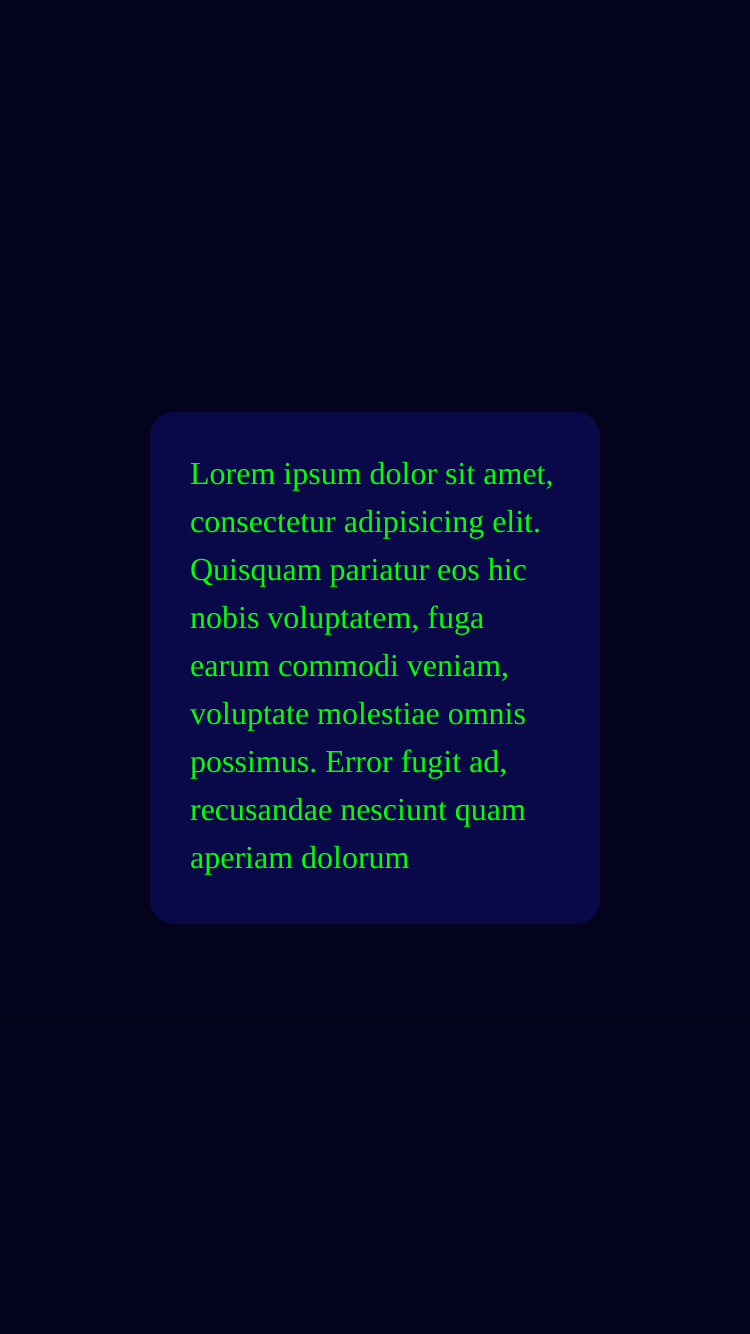 Lorem ipsum dolor sit amet,
consectetur adipisicing elit.
Quisquam pariatur eos hic
nobis voluptatem, fuga
earum commodi veniam,
voluptate molestiae omnis
possimus. Error fugit ad,
recusandae nesciunt quam
aperiam dolorum